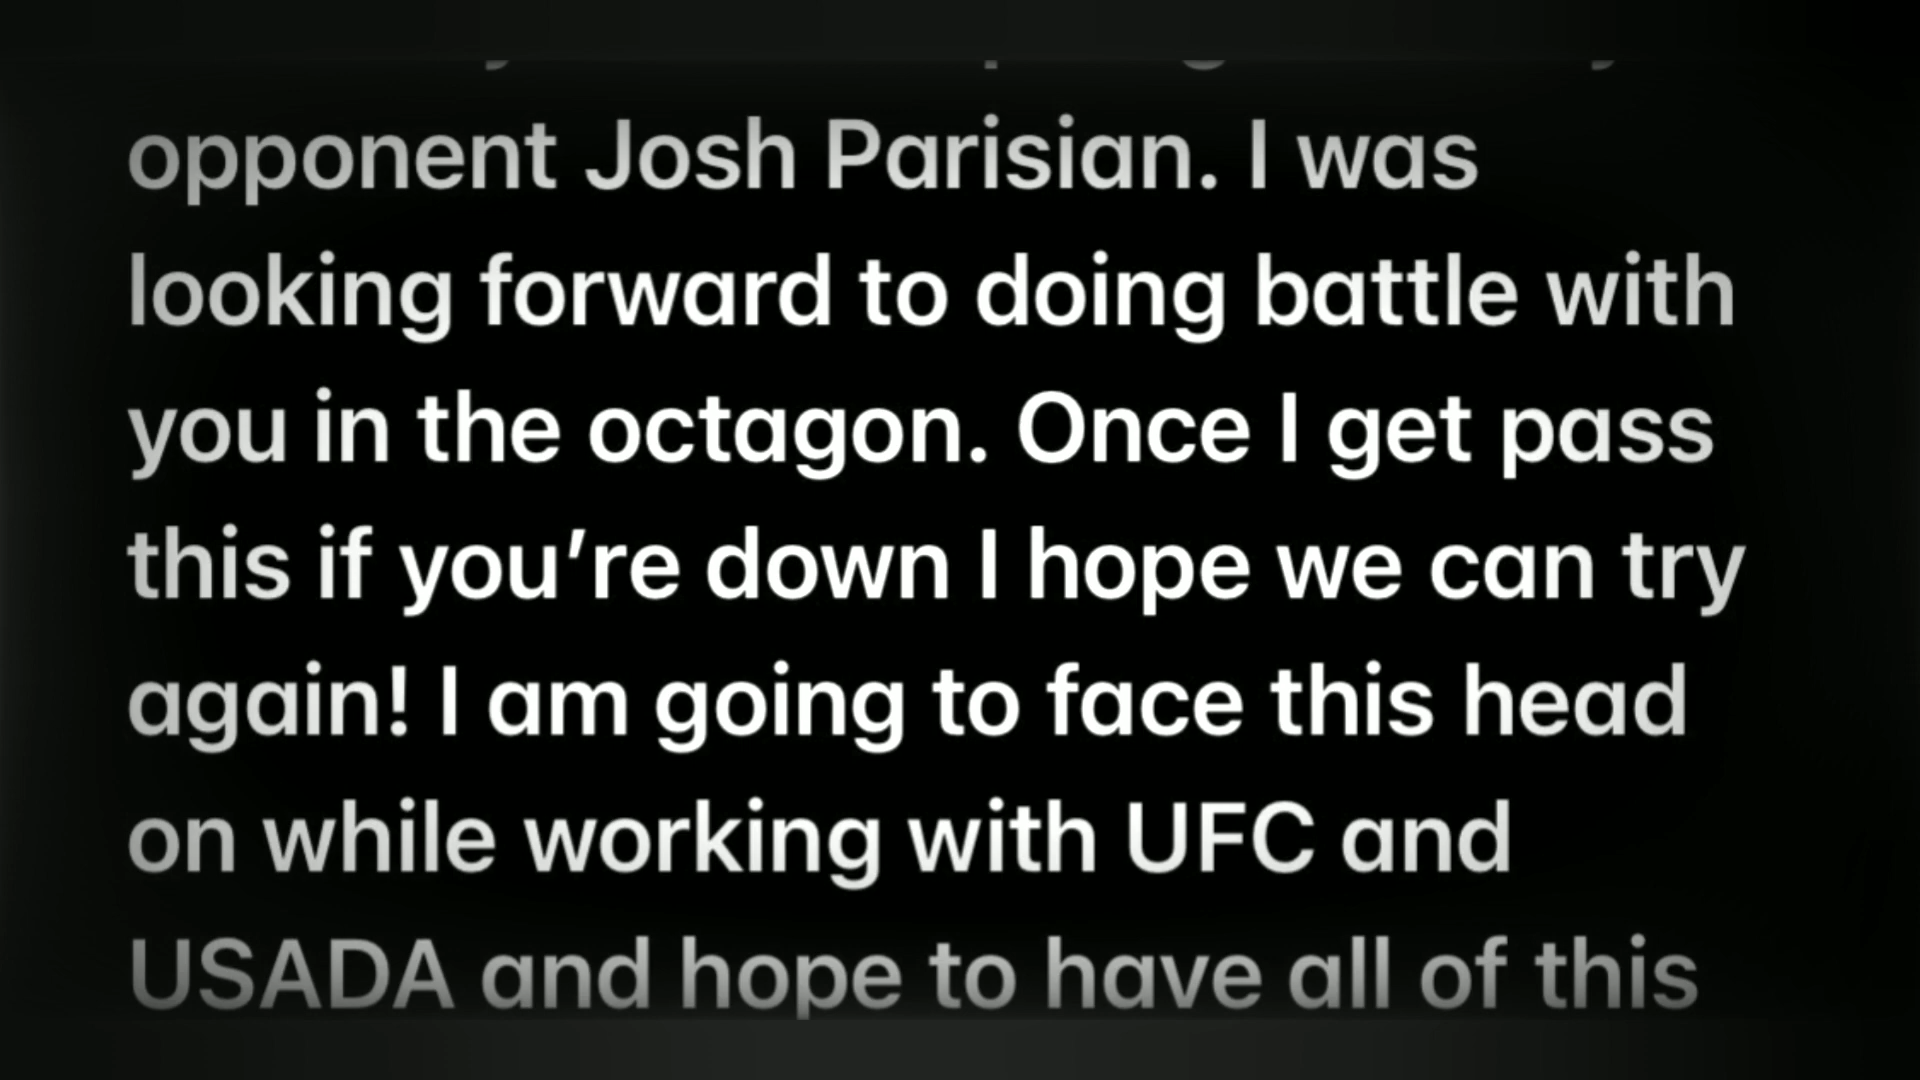 opponent Josh Parisian. I was
looking forward to doing battle with
you in the octagon. Once I get pass
this if you’re down I hope we can try
again! I am going to face this head
on while working with UFC and
USADA and hope to have all of this